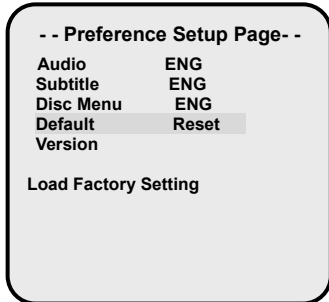 - - Preference Setup Page- -
Audio ENG
Subtitle ENG
Disc Menu ENG
Default Reset
Version
Load Factory Setting